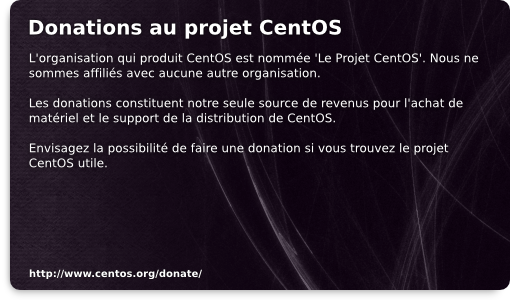 Donations au projet CentOS
L'organisation qui produit CentOS est nommée 'Le Projet CentOS'. Nous ne
sommes affiliés avec aucune autre organisation.
Les donations constituent notre seule source de revenus pour l'achat de
matériel et le support de la distribution de CentOS.
Envisagez la possibilité de faire une donation si vous trouvez le projet
CentOS utile.
http://www.centos.org/donate/